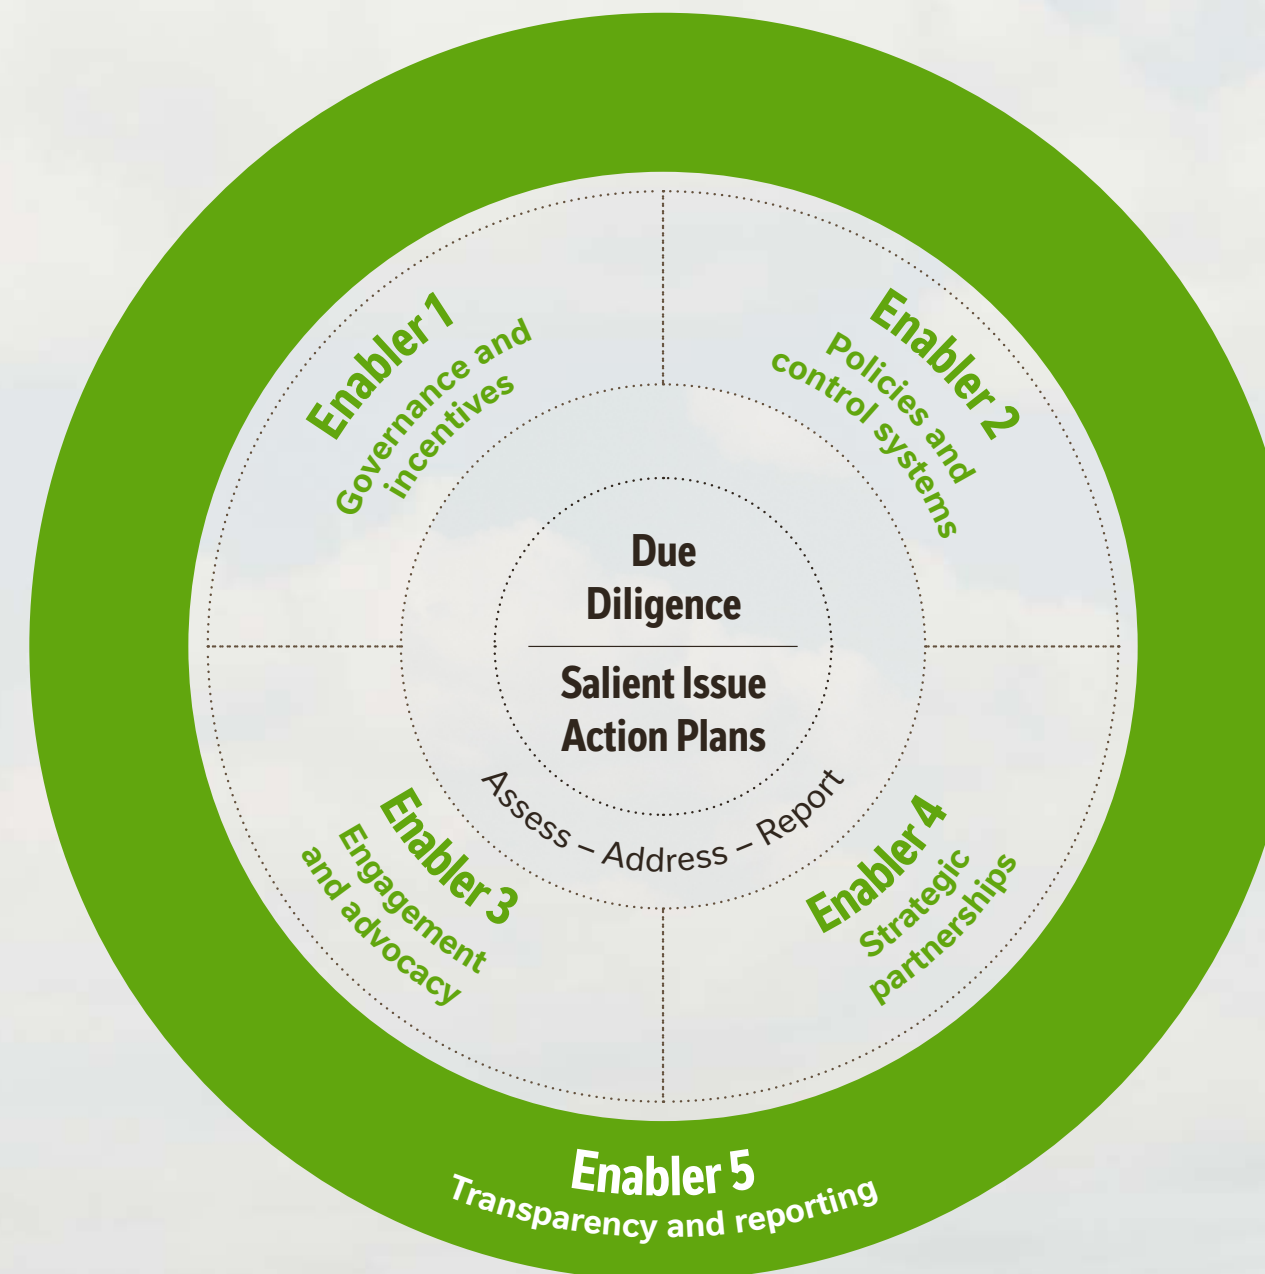 Enabler 1
Governance and
incentives
Enabler 2
Policies and
control systems
Due
Diligence
Salient Issue
Action Plans
Assess – Address – Report
Enabler 3
Engagement
and advocacy
Enabler 4
Strategic
partnerships
Enabler 5
Transparency and reporting